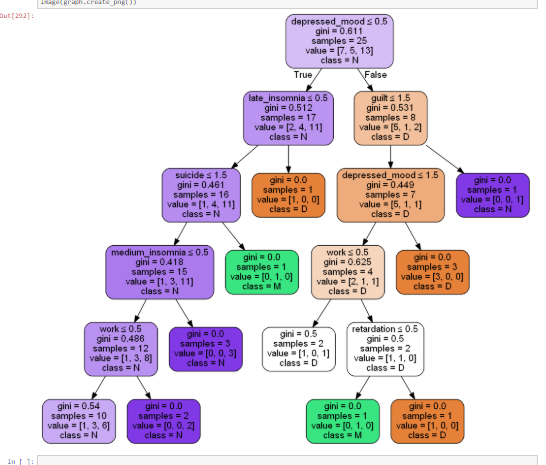 Image(graph.create_png())
Out[292]:
depressed_mood ≤ 0.5
gini = 0.611
samples = 25
value = [7, 5, 13]
class = N
True
False
late_insomnia ≤ 0.5
gini = 0.512
samples = 17
value = [2, 4, 11]
class = N
guilt ≤ 1.5
gini = 0.531
samples = 8
value = [5, 1, 2]
class = D
suicide ≤ 1.5
gini = 0.461
samples = 16
value = [1, 4, 11]
class = N
gini = 0.0
samples = 1
value = [1, 0, 0]
class = D
depressed_mood ≤ 1.5
gini = 0.449
samples = 7
value = [5, 1, 1]
class = D
gini = 0.0
samples = 1
value = [0, 0, 1]
class = N
medium_insomnia ≤ 0.5
gini = 0.418
samples = 15
value = [1, 3, 11]
class = N
gini = 0.0
samples = 1
value = [0, 1, 0]
class = M
work ≤ 0.5
gini = 0.625
samples = 4
value = [2, 1, 1]
class = D
gini = 0.0
samples = 3
value = [3, 0, 0]
class = D
work ≤ 0.5
gini = 0.486
samples = 12
value = [1, 3, 8]
class = N
gini = 0.0
samples = 3
value = [0, 0, 3]
class = N
gini = 0.5
samples = 2
value = [1, 0, 1]
class = D
retardation ≤ 0.5
gini = 0.5
samples = 2
value = [1, 1, 0]
class = D
gini = 0.54
samples = 10
value = [1, 3, 6]
class = N
gini = 0.0
samples = 2
value = [0, 0, 2]
class = N
gini = 0.0
samples = 1
value = [0, 1, 0]
class = M
gini = 0.0
samples = 1
value = [1, 0, 0]
class = D
In [ ]: